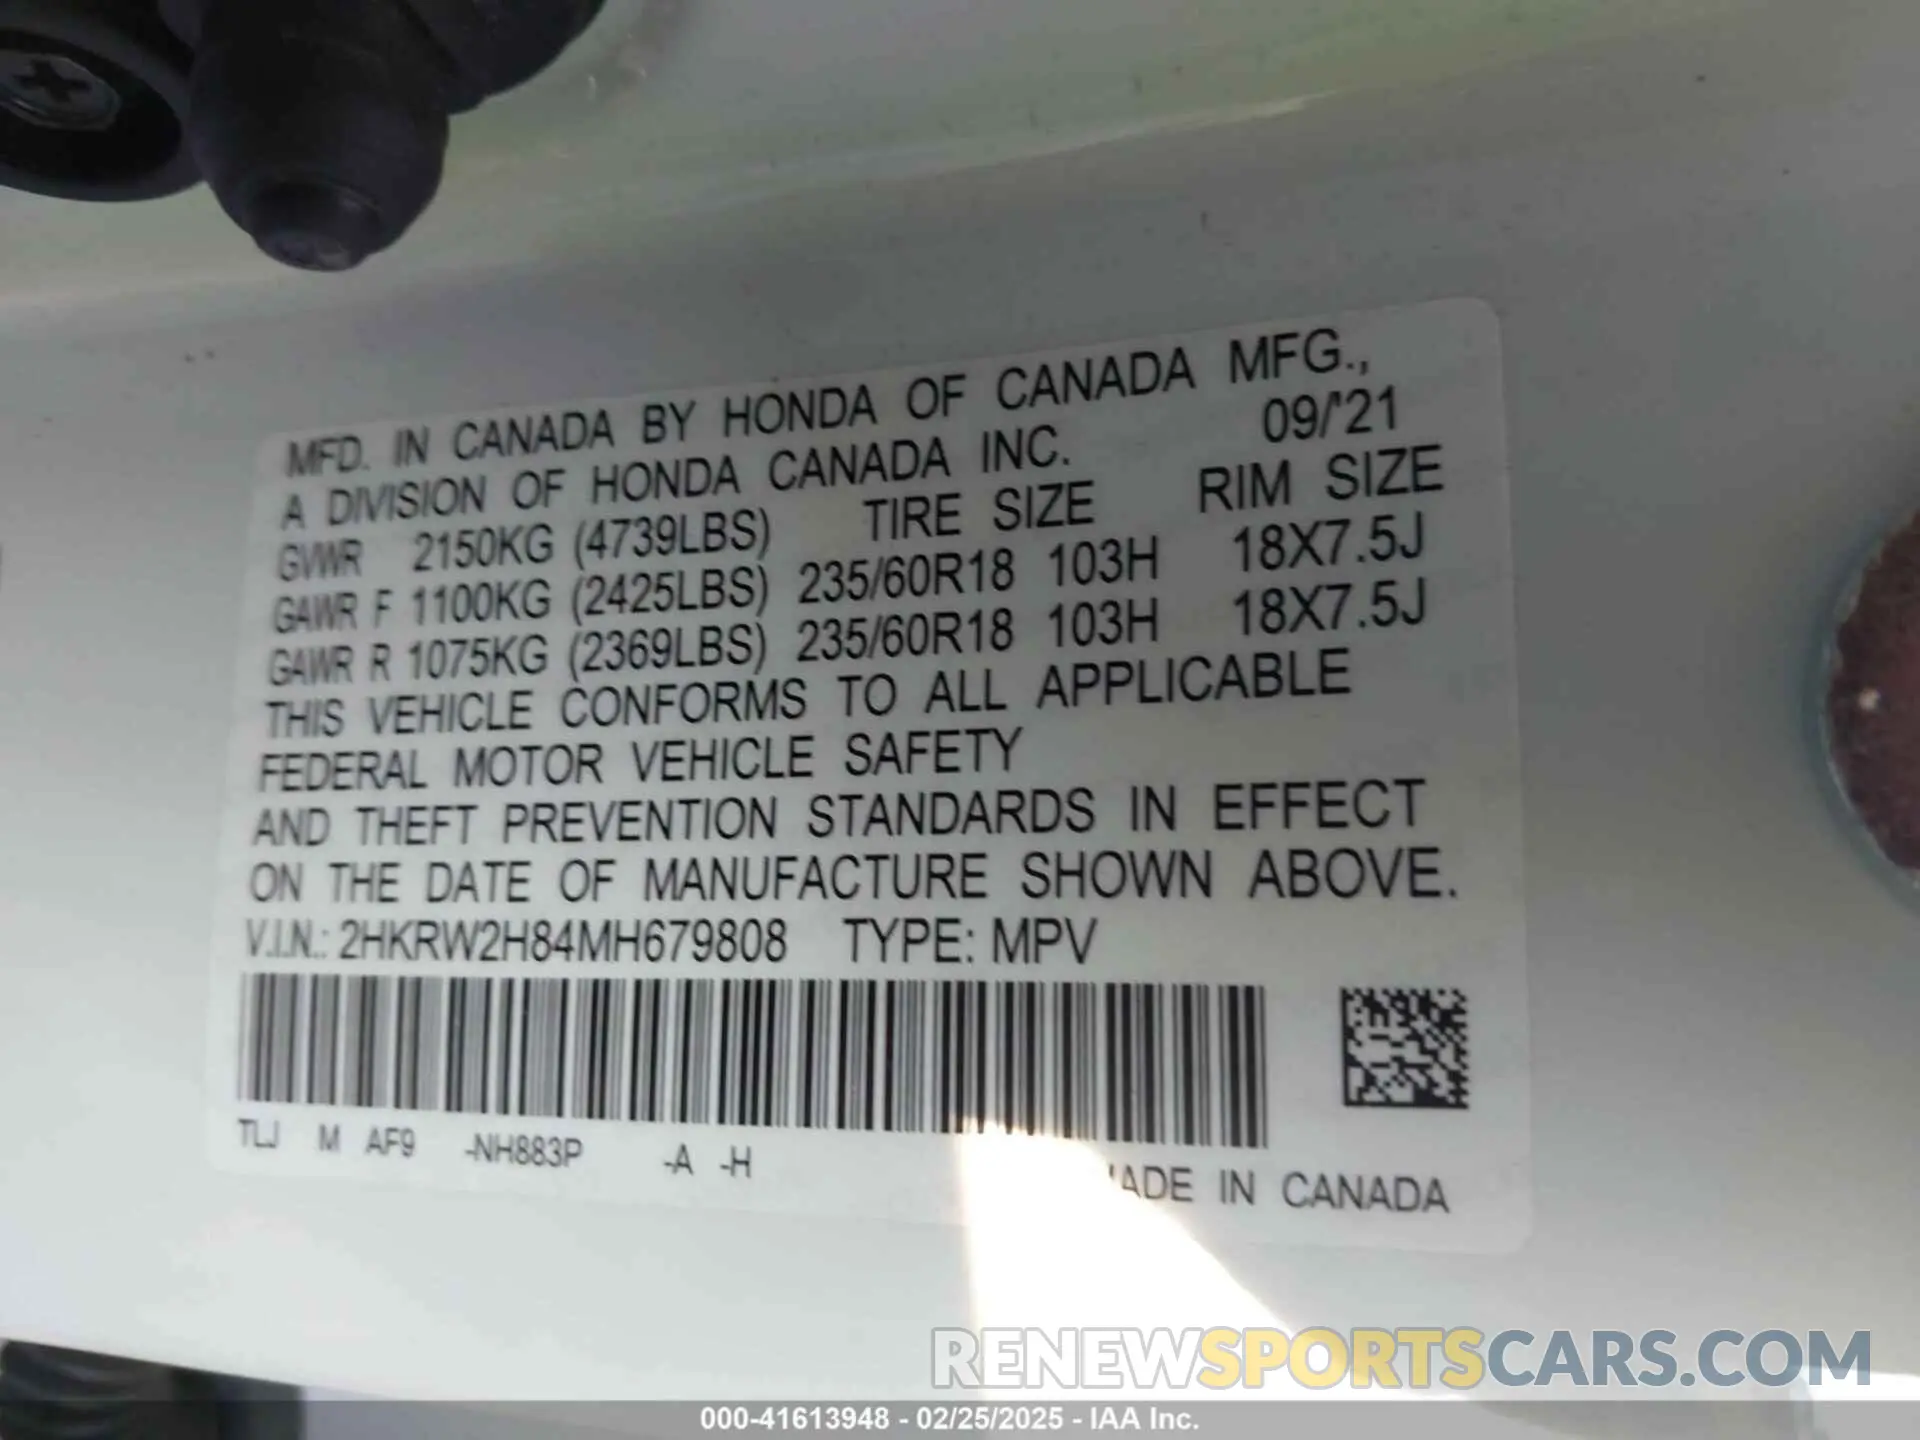 MFD. IN CANADA BY HONDA OF CANADA MFG.,
A DIVISION OF HONDA CANADA INC. 09/'21
GVWR 2150KG (4739LBS) TIRE SIZE RIM SIZE
GAWR F 1100KG (2425LBS) 235/60R18 103H 18X7.5J
GAWR R 1075KG (2369LBS) 235/60R18 103H 18X7.5J
THIS VEHICLE CONFORMS TO ALL APPLICABLE
FEDERAL MOTOR VEHICLE SAFETY
AND THEFT PREVENTION STANDARDS IN EFFECT
ON THE DATE OF MANUFACTURE SHOWN ABOVE.
V.I.N.: 2HKRW2H84MH679808 TYPE: MPV
TLJ M AF9 -NH883P -A -H
ADE IN CANADA
RENEWSPORTSCARS.COM
000-41613948 - 02/25/2025 - IAA Inc.